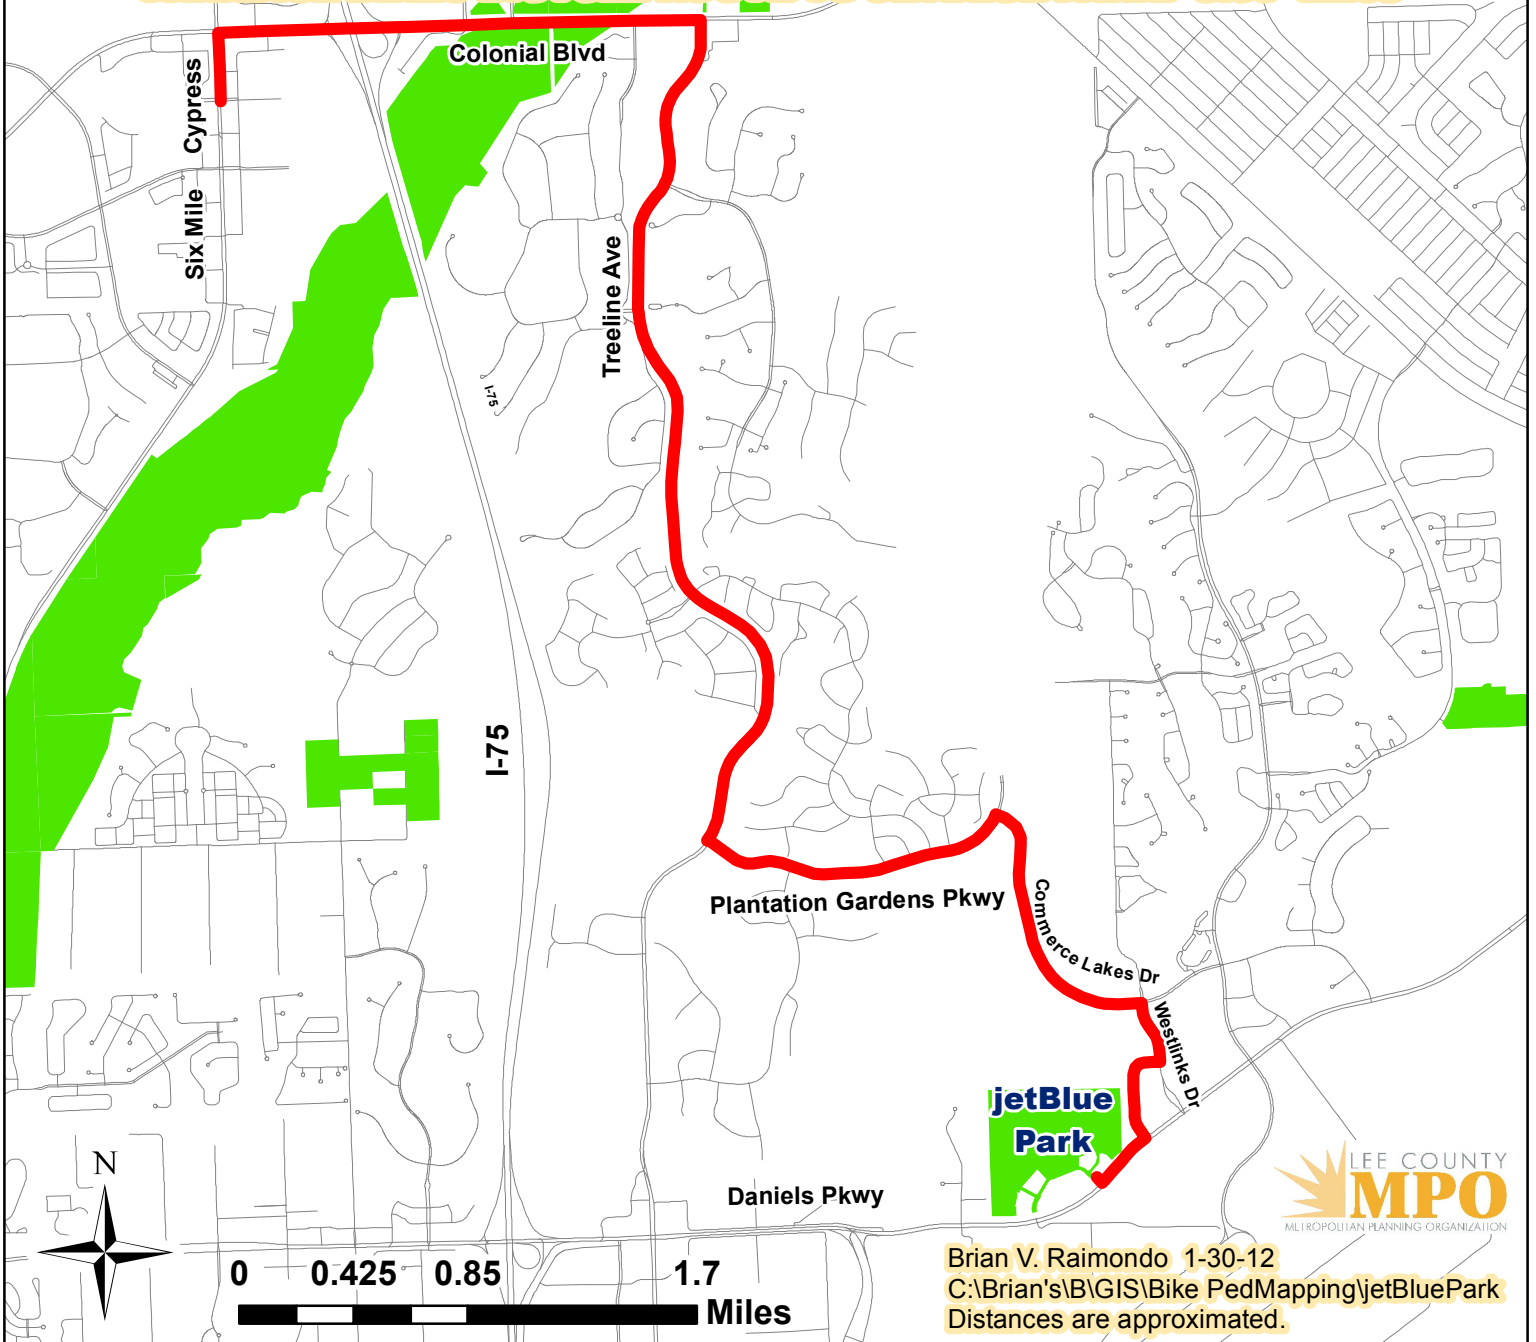 Colonial Blvd
Six Mile Cypress
Treeline Ave
I-75
I-75
Plantation Gardens Pkwy
Commerce Lakes Dr
Westlinks Dr
jetBlue
Park
Daniels Pkwy
N
0 0.425 0.85 1.7
Miles
LEE COUNTY
MPO
METROPOLITAN PLANNING ORGANIZATION
Brian V. Raimondo 1-30-12
C:\Brian's\B\GIS\Bike PedMapping\jetBluePark
Distances are approximated.